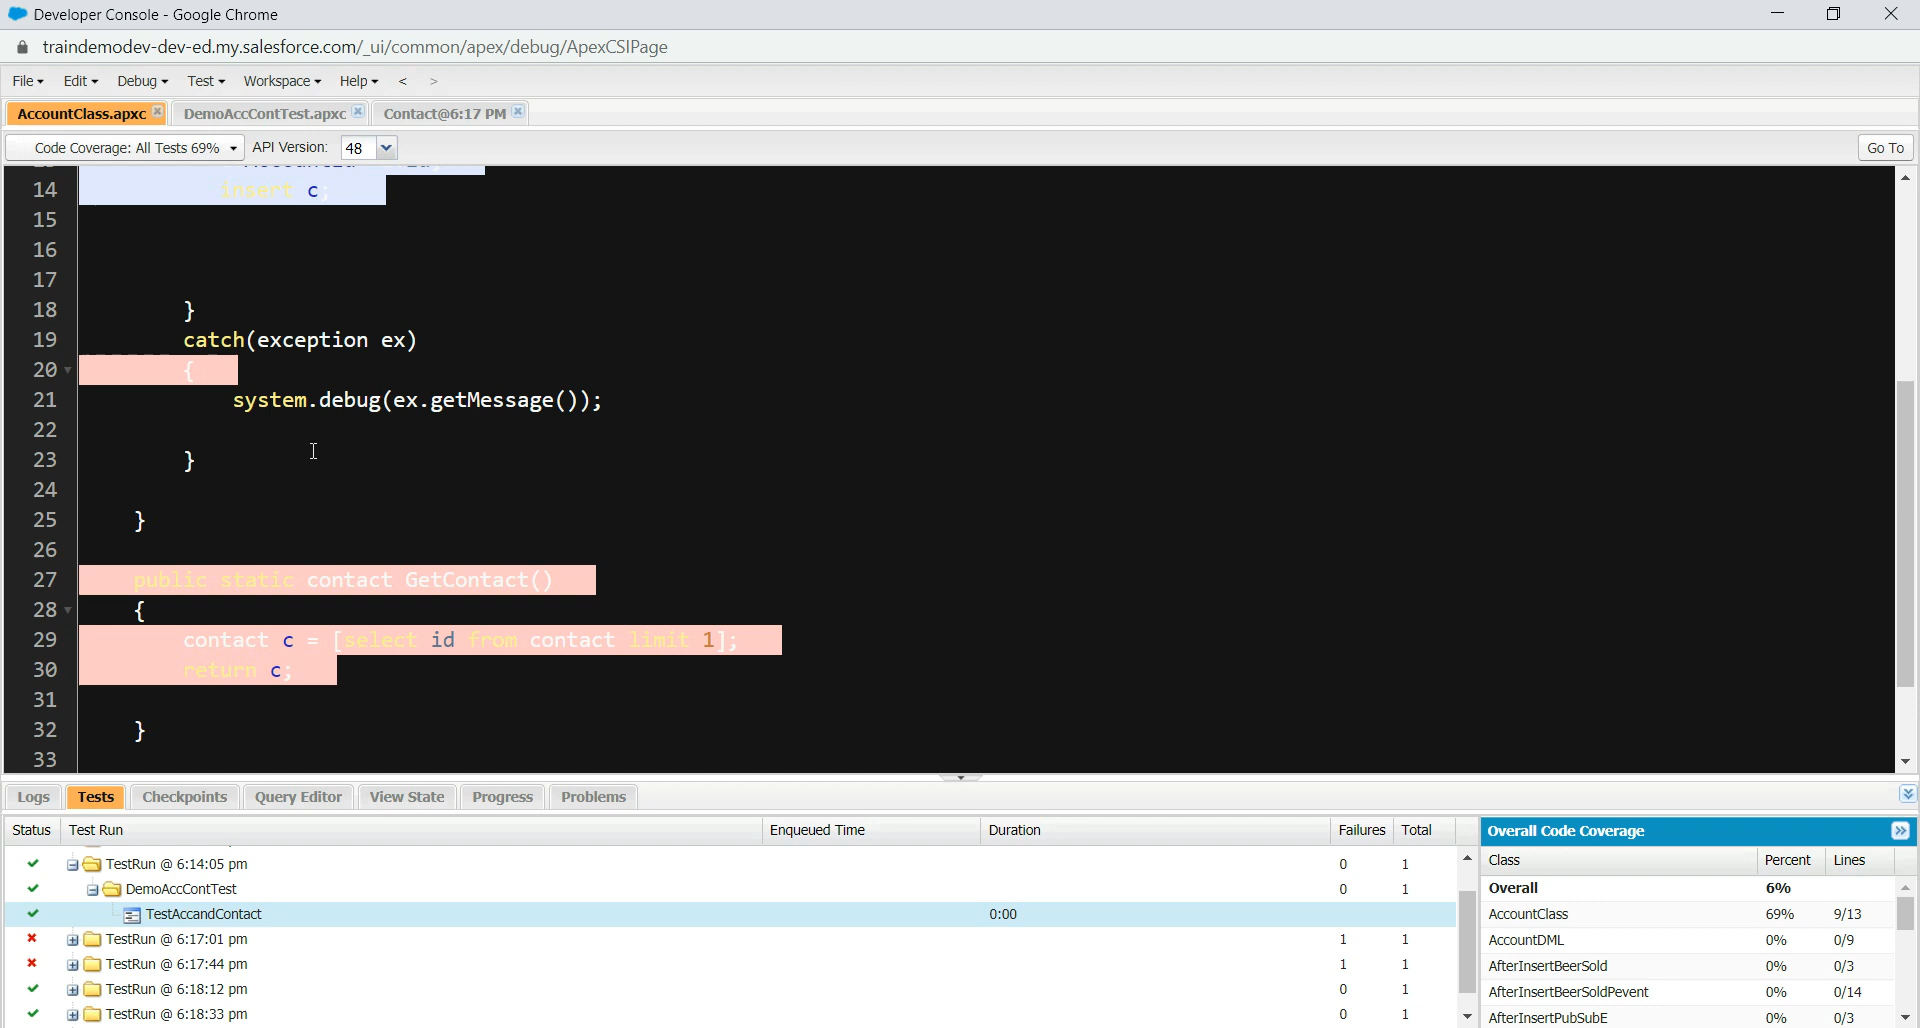 Developer Console - Google Chrome
traindemodev-dev-ed.my.salesforce.com/_ui/common/apex/debug/ApexCSIPage
File Edit Debug Test Workspace Help < >
AccountClass.apxc DemoAccContTest.apxc Contact@6:17 PM
Code Coverage: All Tests 69% API Version: 48 Go To
14 insert c;
15
16
17
18 }
19 catch(exception ex)
20 {
21 system.debug(ex.getMessage());
22
23 }
24
25 }
26
27 public static contact GetContact()
28 {
29 contact c = [select id from contact limit 1];
30 return c;
31
32 }
33
Logs Tests Checkpoints Query Editor View State Progress Problems
Status Test Run Enqueued Time Duration Failures Total Overall Code Coverage
Class Percent Lines
TestRun @ 6:14:05 pm 0 1
Overall 6%
DemoAccContTest 0 1
TestAccandContact 0:00
AccountClass 69% 9/13
TestRun @ 6:17:01 pm 1 1
AccountDML 0% 0/9
TestRun @ 6:17:44 pm 1 1
AfterInsertBeerSold 0% 0/3
TestRun @ 6:18:12 pm 0 1
AfterInsertBeerSoldPevent 0% 0/14
TestRun @ 6:18:33 pm 0 1
AfterInsertPubSubE 0% 0/3